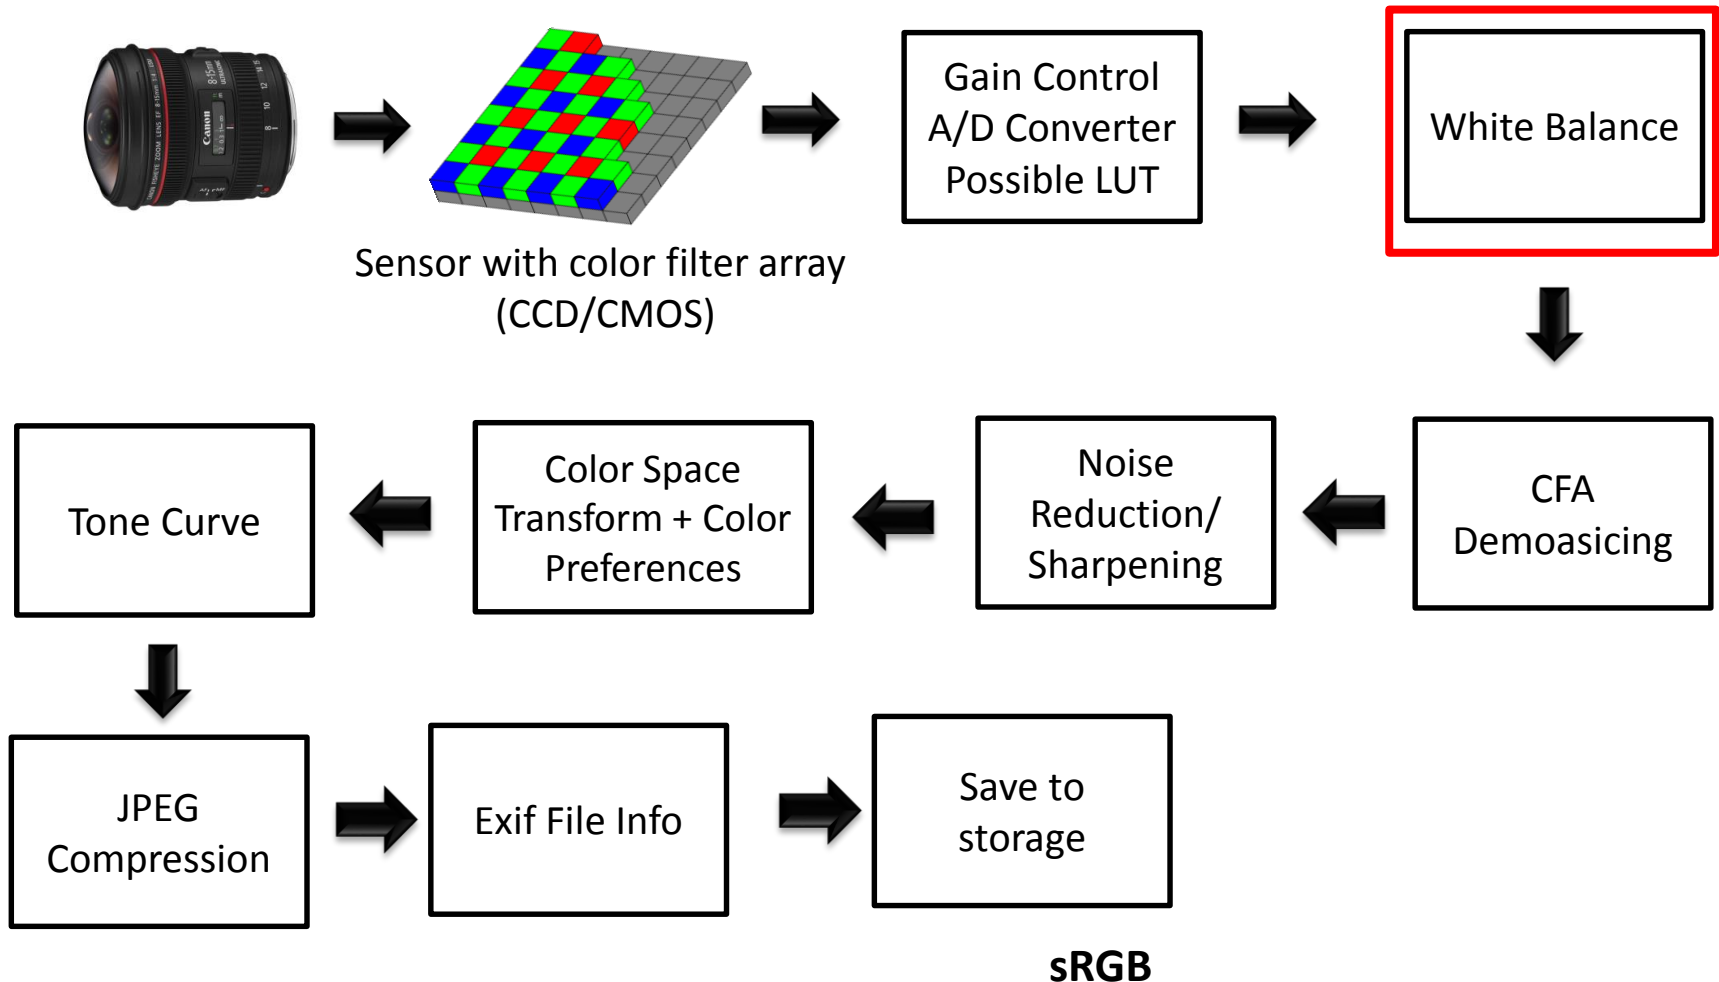 Canon
Sensor with color filter array
(CCD/CMOS)
Gain Control
A/D Converter
Possible LUT
White Balance
CFA
Demoasicing
Noise
Reduction/
Sharpening
Color Space
Transform + Color
Preferences
Tone Curve
JPEG
Compression
Exif File Info
Save to
storage
sRGB